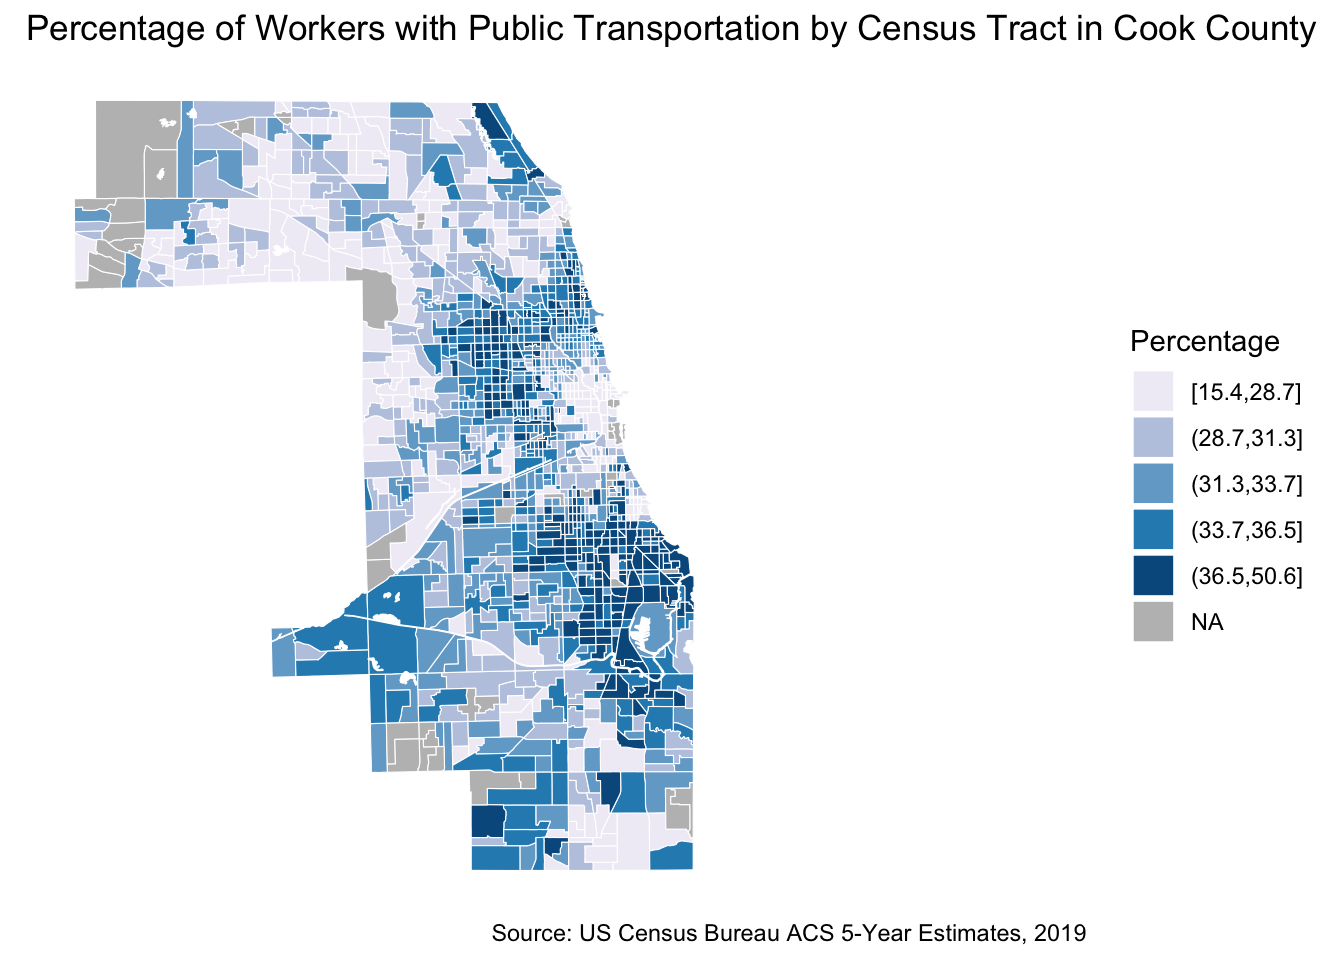 Percentage of Workers with Public Transportation by Census Tract in Cook County
Percentage
[15.4,28.7]
(28.7,31.3]
(31.3,33.7]
(33.7,36.5]
(36.5,50.6]
NA
Source: US Census Bureau ACS 5-Year Estimates, 2019